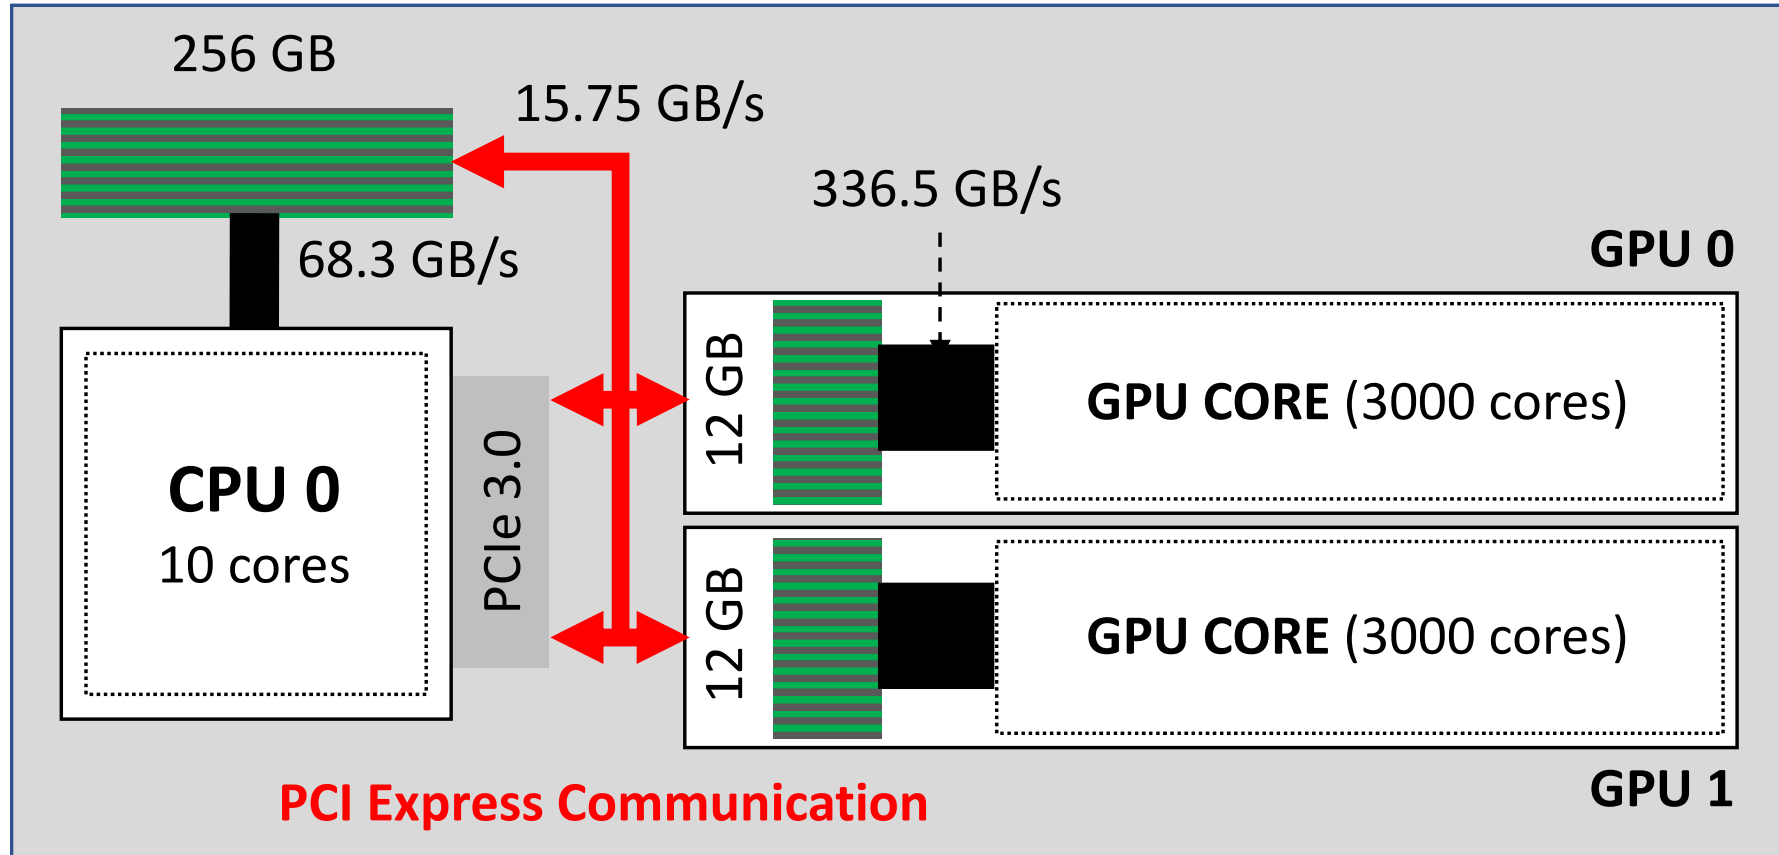 256 GB
15.75 GB/s
336.5 GB/s
68.3 GB/s
GPU 0
12 GB
GPU CORE (3000 cores)
CPU 0
10 cores
PCIe 3.0
12 GB
GPU CORE (3000 cores)
PCI Express Communication
GPU 1